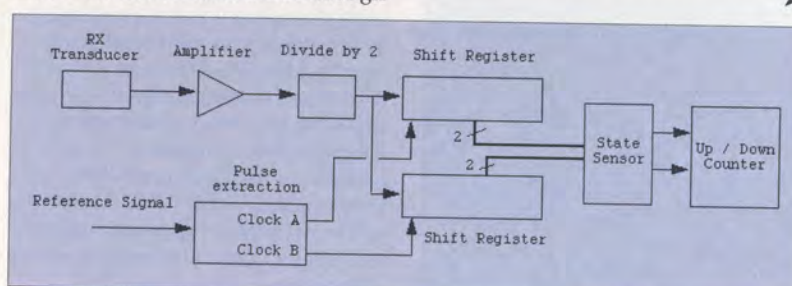 RX
Transducer
Amplifier
Divide by 2
Shift Register
2
State
Sensor
Up / Down
Counter
2
Pulse
extraction
Reference Signal
Clock A
Clock B
Shift Register